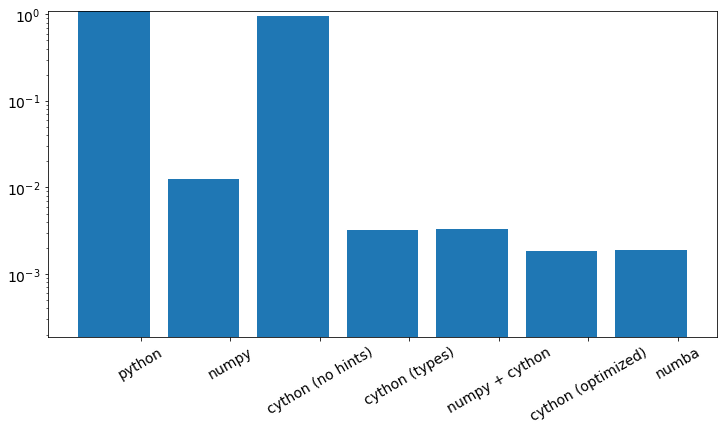 10⁰
10⁻¹
10⁻²
10⁻³
python
numpy
cython (no hints)
cython (types)
numpy + cython
cython (optimized)
numba